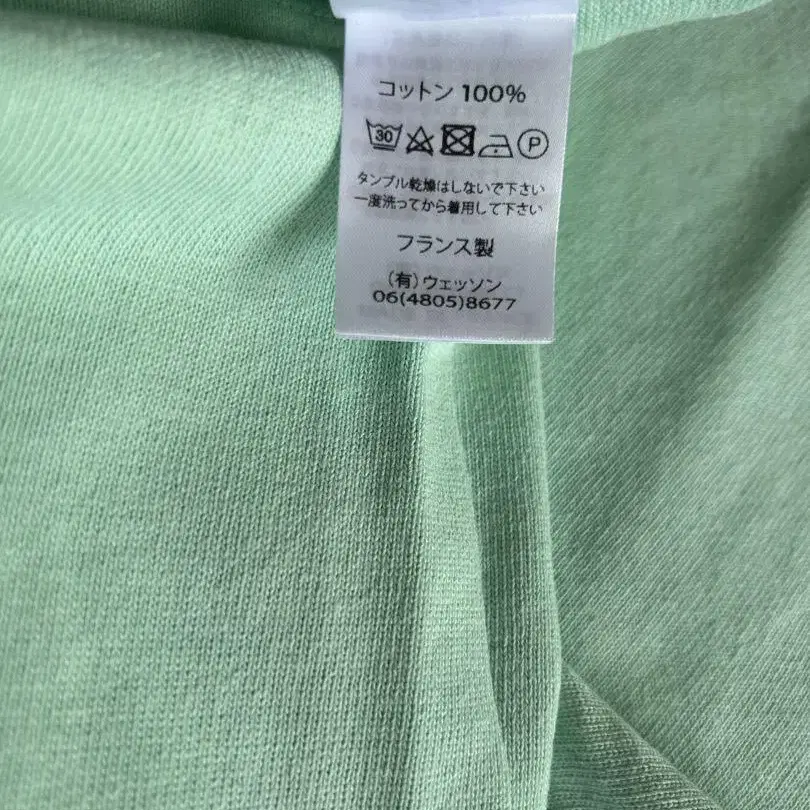 コットン 100%
30 P
タンブル乾燥はしないで下さい
一度洗ってから着用して下さい
フランス製
(有)ウェッソン
06(4805)8677